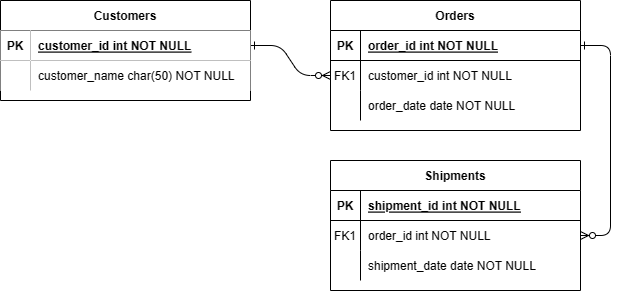 Customers
PK customer_id int NOT NULL
customer_name char(50) NOT NULL
Orders
PK order_id int NOT NULL
FK1 customer_id int NOT NULL
order_date date NOT NULL
Shipments
PK shipment_id int NOT NULL
FK1 order_id int NOT NULL
shipment_date date NOT NULL